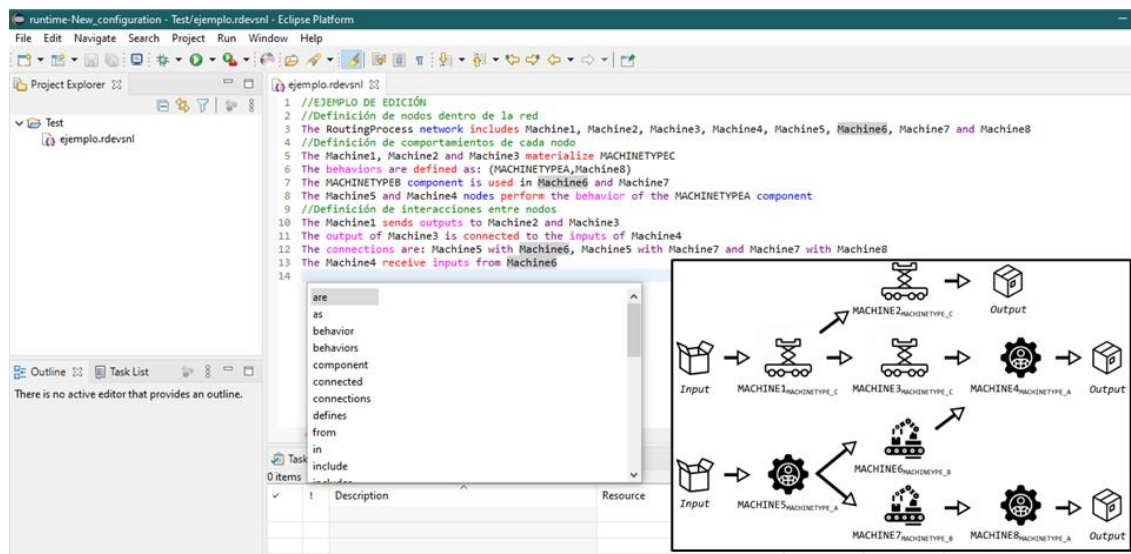 runtime-New_configuration - Test/ejemplo.rdevsnl - Eclipse Platform
File Edit Navigate Search Project Run Window Help
Project Explorer
Test
ejemplo.rdevsnl
ejemplo.rdevsnl
1 //EJEMPLO DE EDICIÓN
2 //Definición de nodos dentro de la red
3 The RoutingProcess network includes Machine1, Machine2, Machine3, Machine4, Machine5, Machine6, Machine7 and Machine8
4 //Definición de comportamientos de cada nodo
5 The Machine1, Machine2 and Machine3 materialize MACHINETYPEC
6 The behaviors are defined as: (MACHINETYPEA,Machine8)
7 The MACHINETYPEB component is used in Machine6 and Machine7
8 The Machine5 and Machine4 nodes perform the behavior of the MACHINETYPEA component
9 //Definición de interacciones entre nodos
10 The Machine1 sends outputs to Machine2 and Machine3
11 The output of Machine3 is connected to the inputs of Machine4
12 The connections are: Machine5 with Machine6, Machine5 with Machine7 and Machine7 with Machine8
13 The Machine4 receive inputs from Machine6
14
are
as
behavior
behaviors
component
connected
connections
defines
from
in
include
Outline Task List
There is no active editor that provides an outline.
Task
0 items
! Description Resource
MACHINE2MACHINETYPE_C Output
Input MACHINE1MACHINETYPE_C MACHINE3MACHINETYPE_C MACHINE4MACHINETYPE_A Output
MACHINE6MACHINEYPE_B
Input MACHINE5MACHINETYPE_A
MACHINE7MACHINETYPE_B MACHINE8MACHINETYPE_A Output